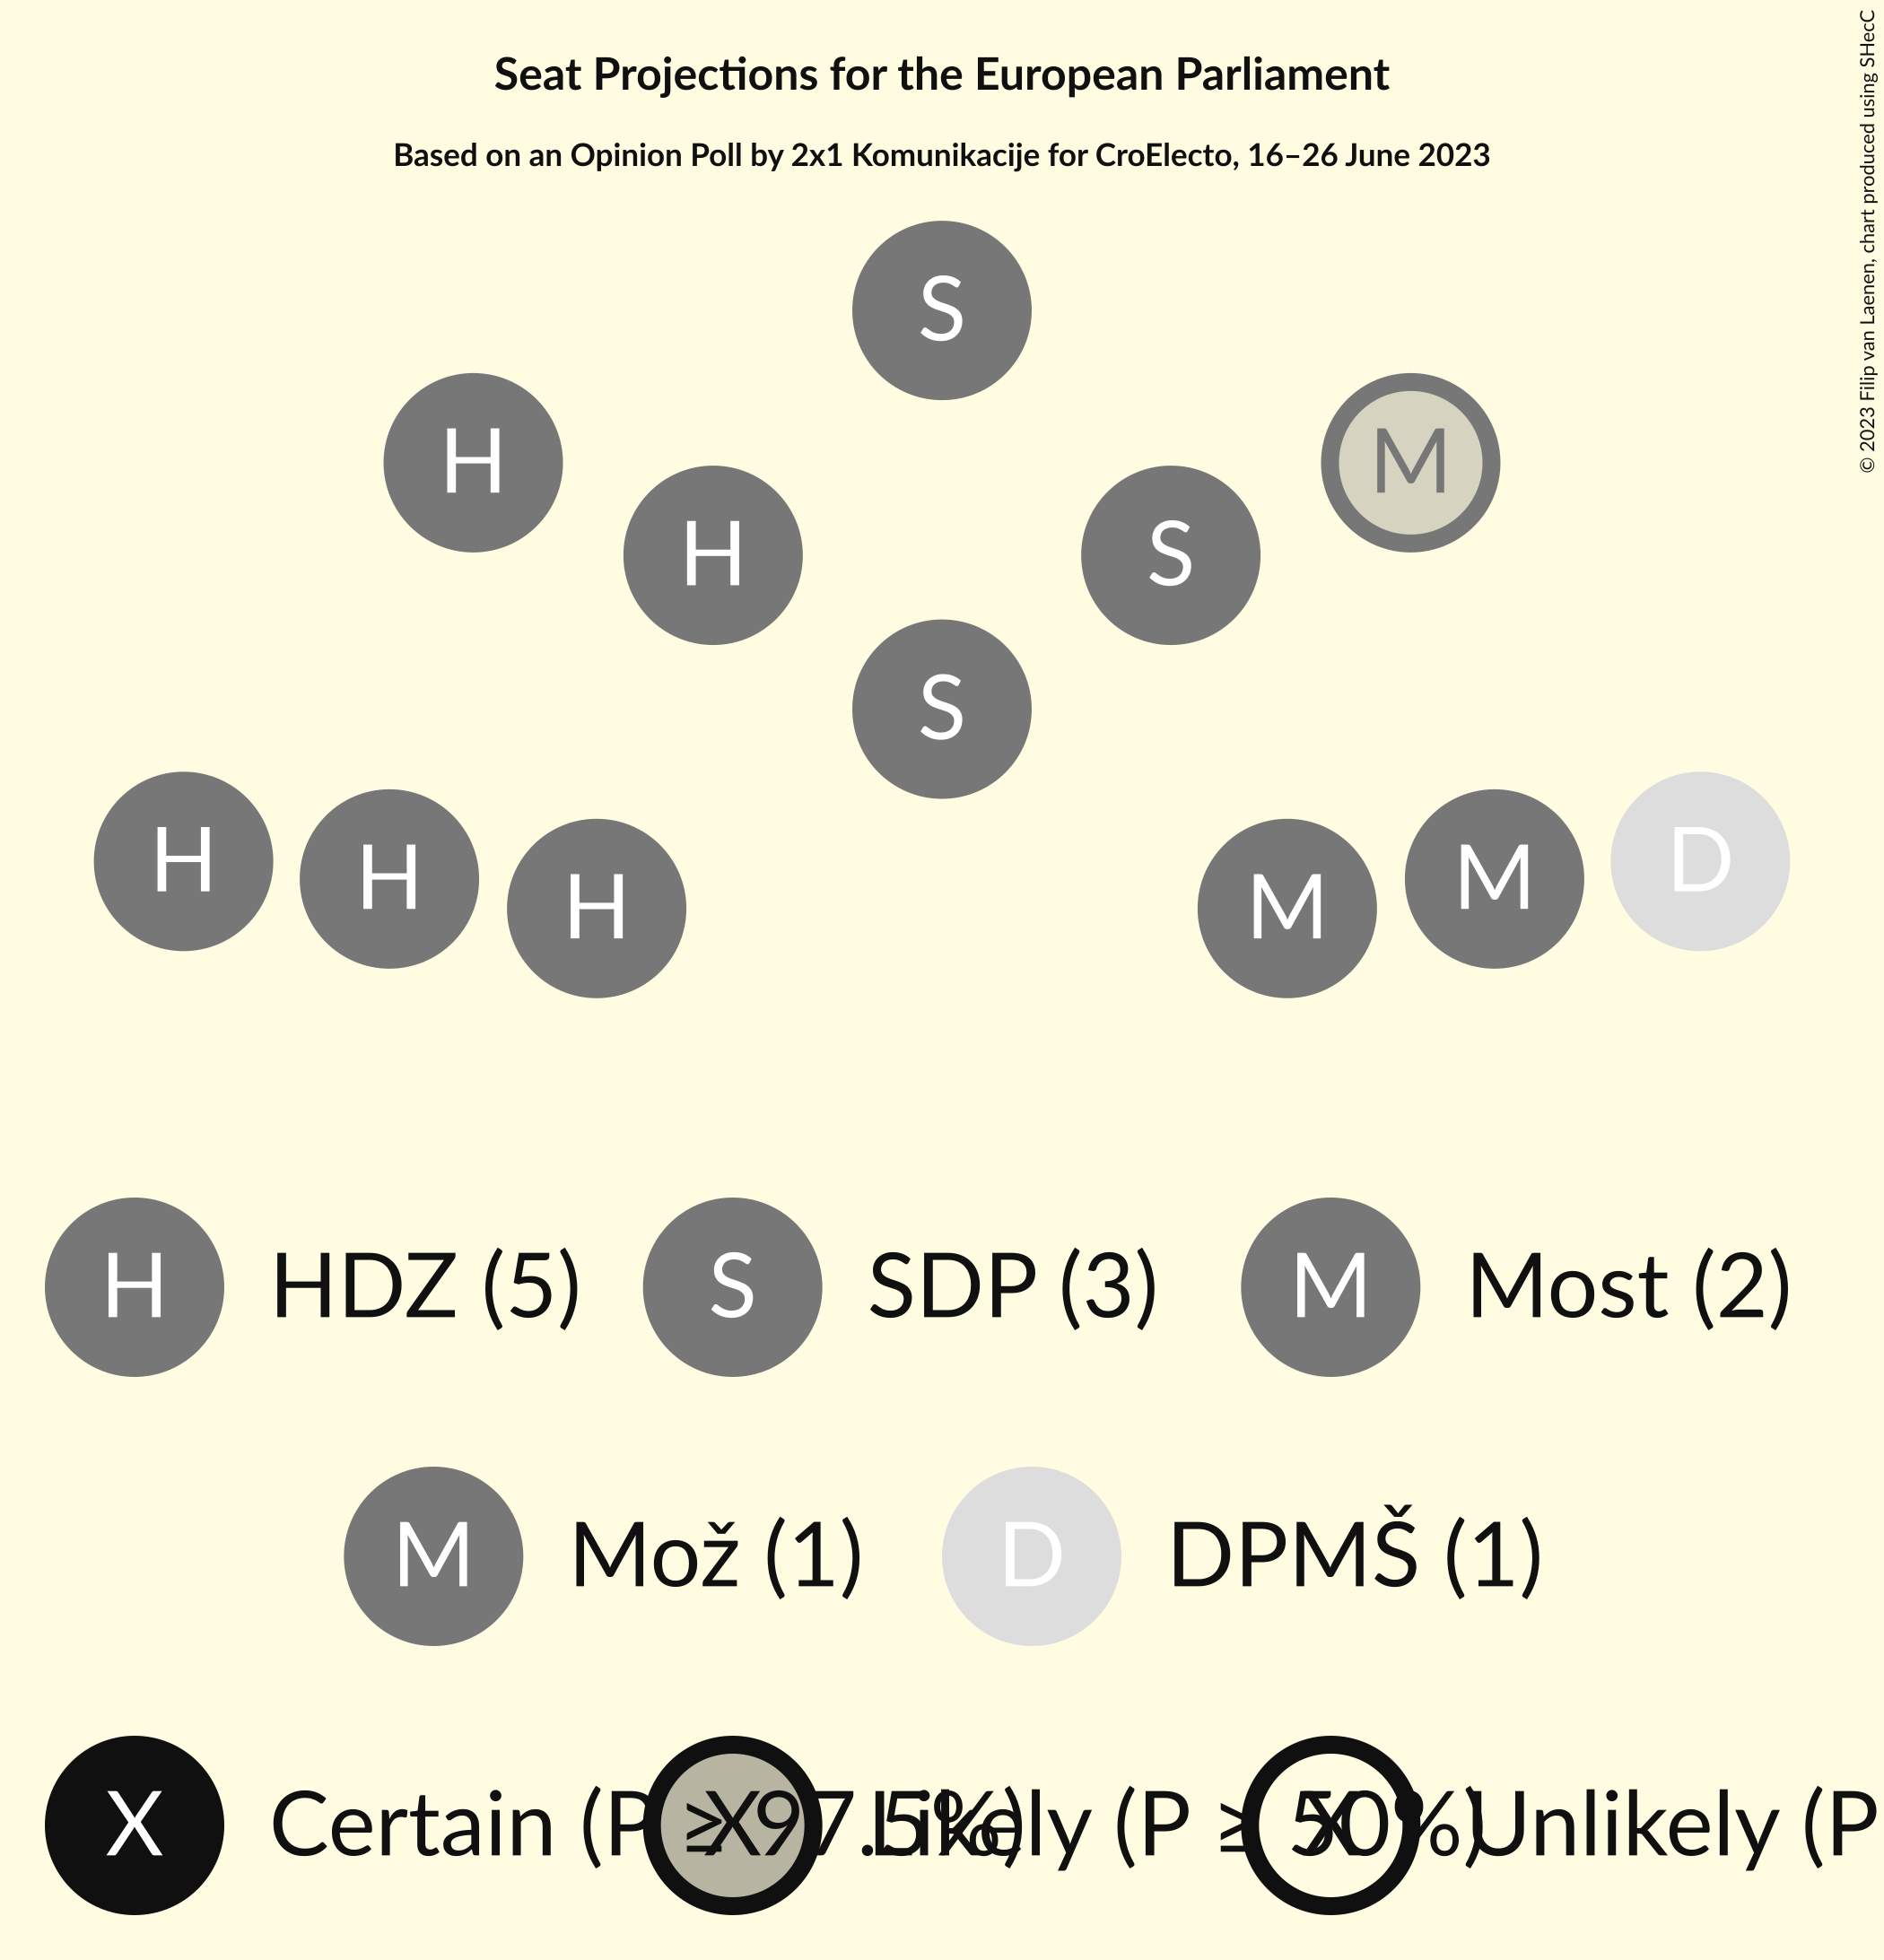 Seat Projections for the European Parliament
Based on an Opinion Poll by 2x1 Komunikacije for CroElecto, 16–26 June 2023
© 2023 Filip van Laenen, chart produced using SHecC
S
H
M
H
S
S
H
H
H
M
M
D
H HDZ (5) S SDP (3) M Most (2)
M Mož (1) D DPMŠ (1)
X Certain (P ≥ 97.5%) X Likely (P ≥ 50%) X Unlikely (P